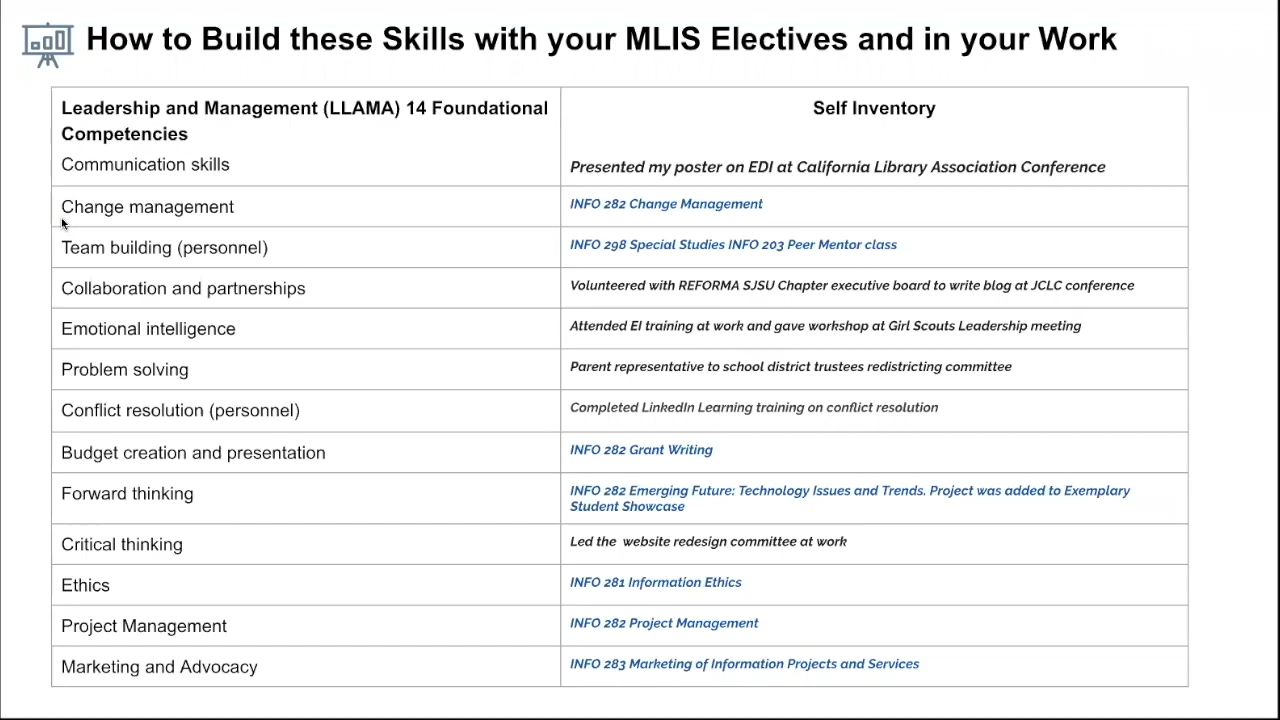 How to Build these Skills with your MLIS Electives and in your Work
Leadership and Management (LLAMA) 14 Foundational
Competencies
Self Inventory
Communication skills
Presented my poster on EDI at California Library Association Conference
Change management
INFO 282 Change Management
Team building (personnel)
INFO 298 Special Studies INFO 203 Peer Mentor class
Collaboration and partnerships
Volunteered with REFORMA SJSU Chapter executive board to write blog at JCLC conference
Emotional intelligence
Attended EI training at work and gave workshop at Girl Scouts Leadership meeting
Problem solving
Parent representative to school district trustees redistricting committee
Conflict resolution (personnel)
Completed LinkedIn Learning training on conflict resolution
Budget creation and presentation
INFO 282 Grant Writing
Forward thinking
INFO 282 Emerging Future: Technology Issues and Trends. Project was added to Exemplary
Student Showcase
Critical thinking
Led the website redesign committee at work
Ethics
INFO 281 Information Ethics
Project Management
INFO 282 Project Management
Marketing and Advocacy
INFO 283 Marketing of Information Projects and Services